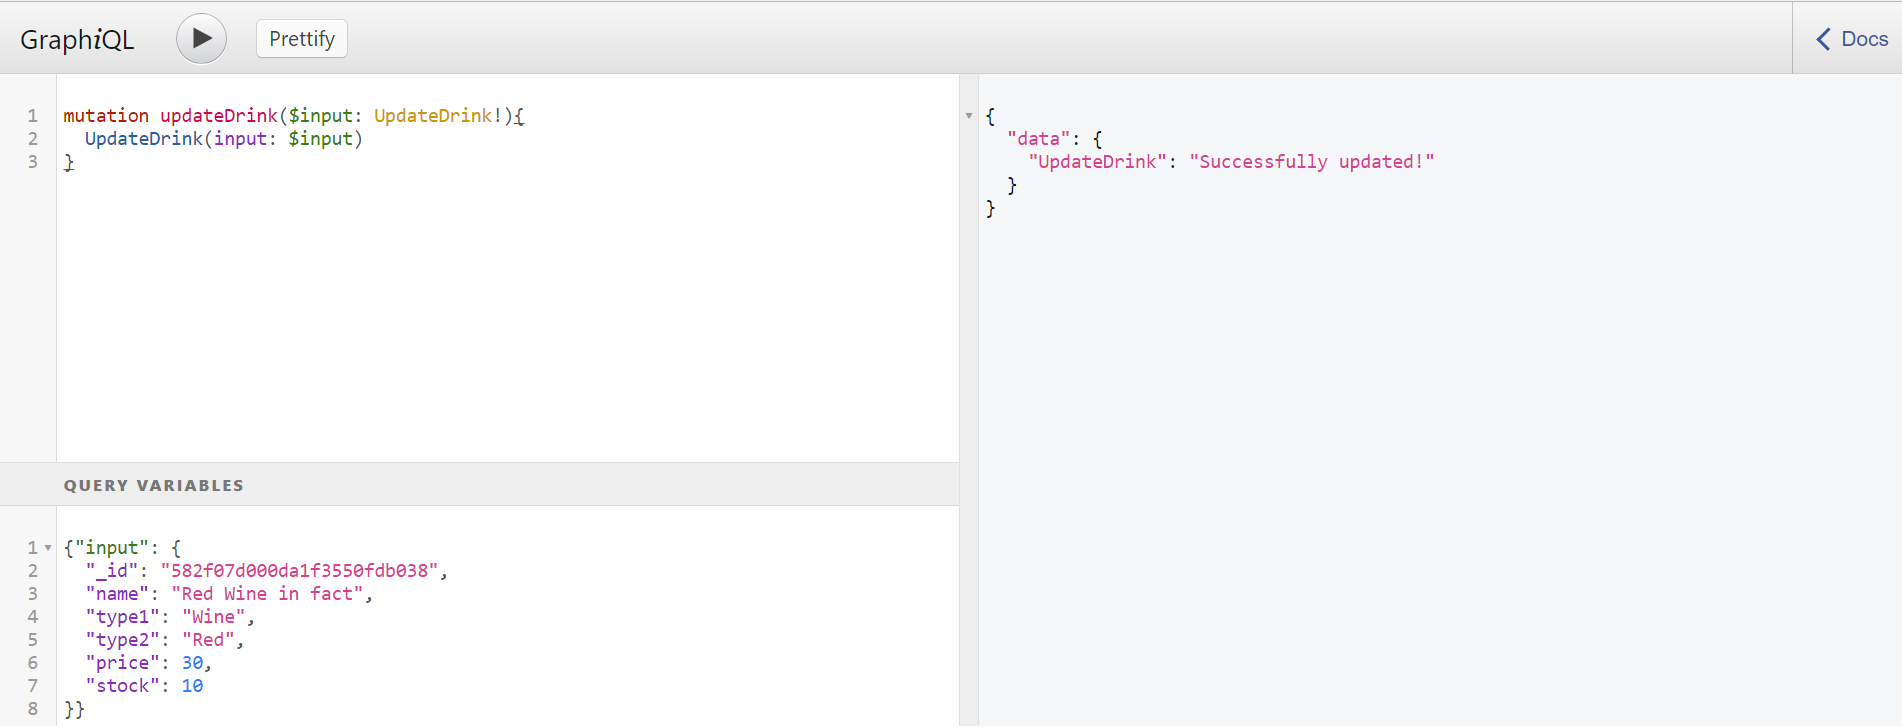 GraphiQL Prettify Docs
1 mutation updateDrink($input: UpdateDrink!){
2   UpdateDrink(input: $input)
3 }
{
  "data": {
    "UpdateDrink": "Successfully updated!"
  }
}
QUERY VARIABLES
1 {"input": {
2   "_id": "582f07d000da1f3550fdb038",
3   "name": "Red Wine in fact",
4   "type1": "Wine",
5   "type2": "Red",
6   "price": 30,
7   "stock": 10
8 }}